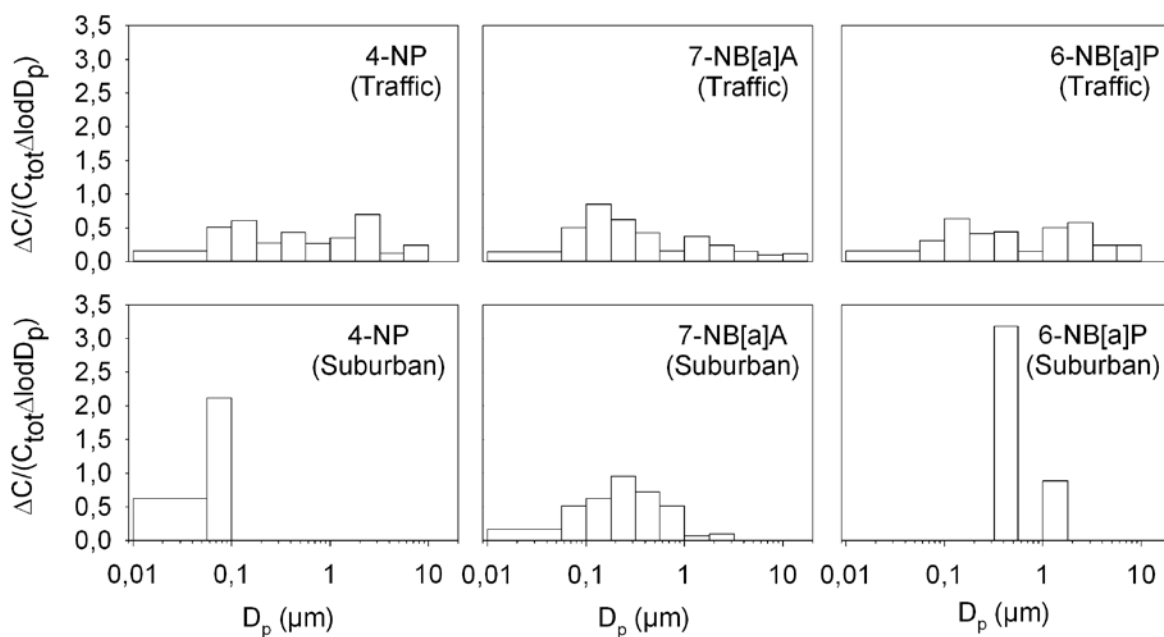 3,5
3,0
2,5
2,0
1,5
1,0
0,5
0,0
ΔC/(CtotΔlodDp)
4-NP
(Traffic)
7-NB[a]A
(Traffic)
6-NB[a]P
(Traffic)
3,5
3,0
2,5
2,0
1,5
1,0
0,5
0,0
ΔC/(CtotΔlodDp)
4-NP
(Suburban)
7-NB[a]A
(Suburban)
6-NB[a]P
(Suburban)
0,01 0,1 1 10
0,01 0,1 1 10
0,01 0,1 1 10
Dp (µm)
Dp (µm)
Dp (µm)